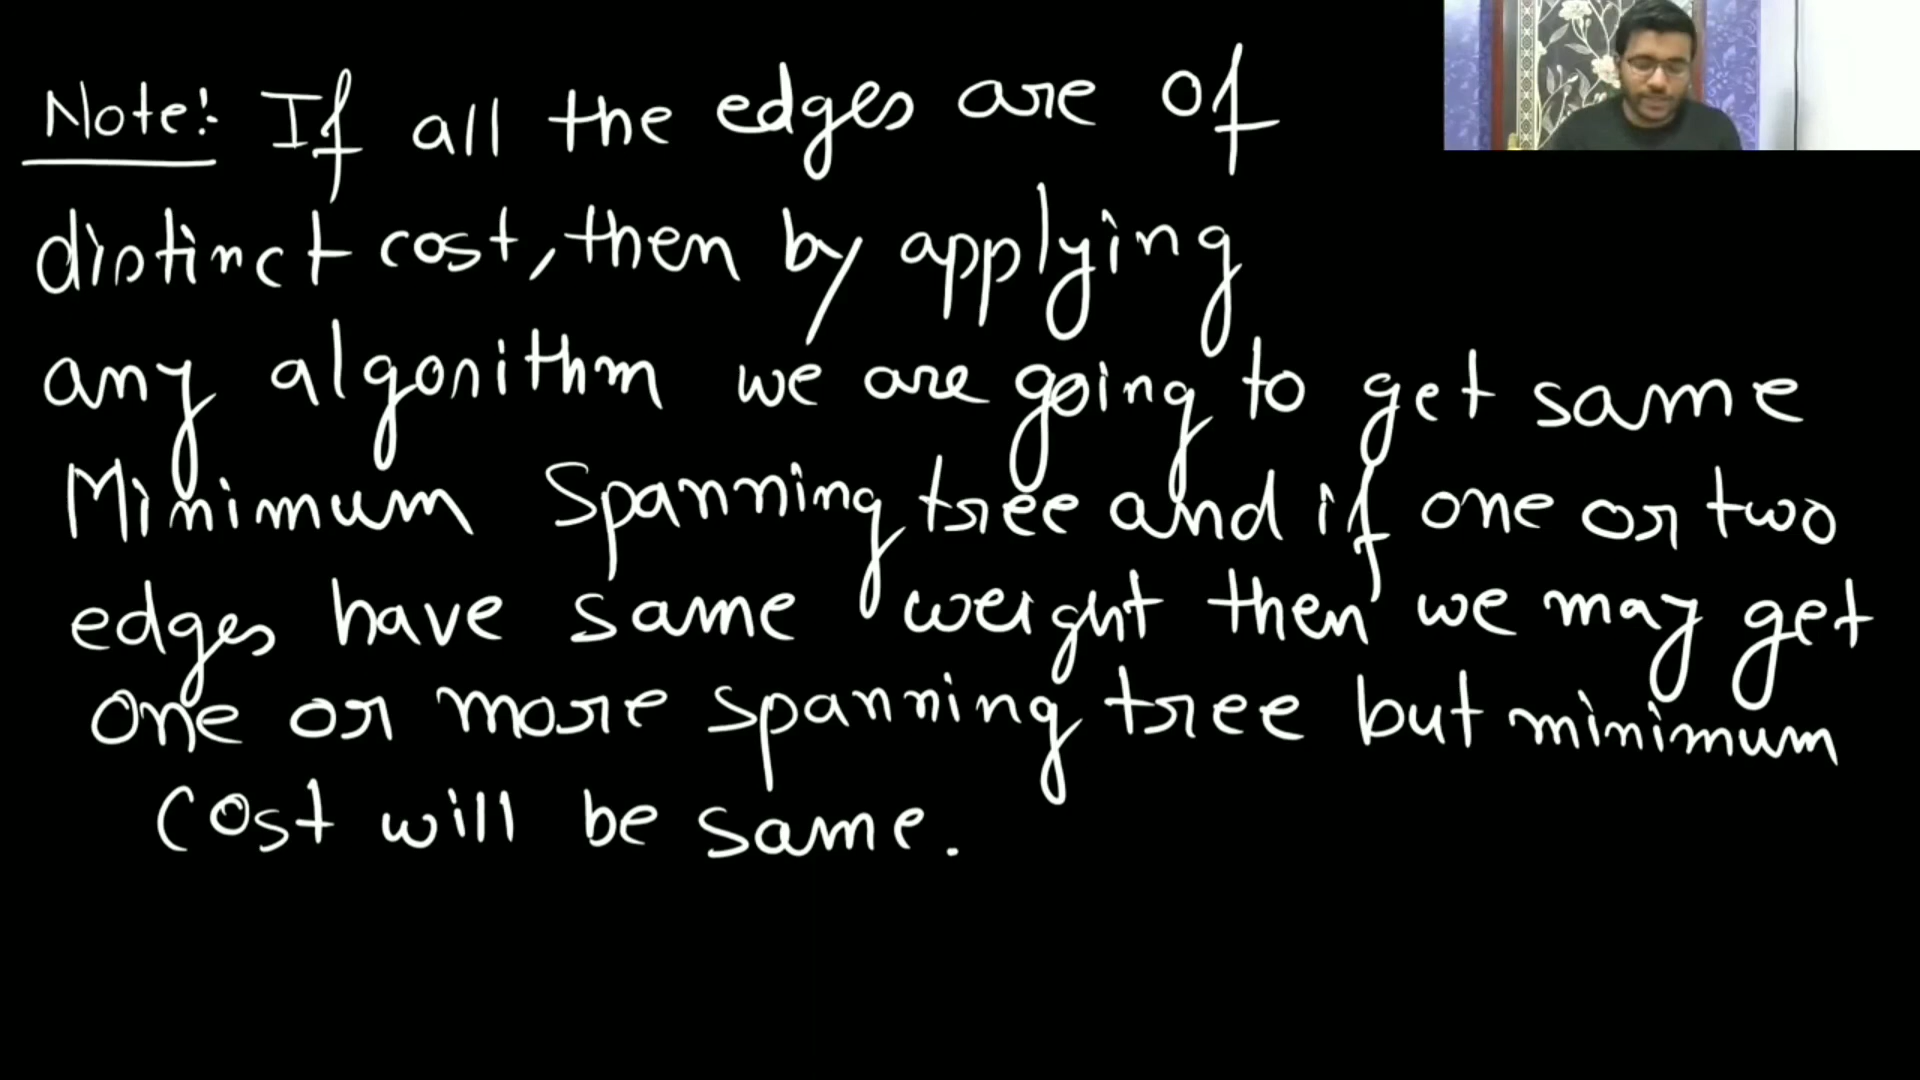 Note: If all the edges are of
distinct cost, then by applying
any algorithm we are going to get same
Minimum Spanning tree and if one or two
edges have same weight then we may get
one or more spanning tree but minimum
cost will be same.